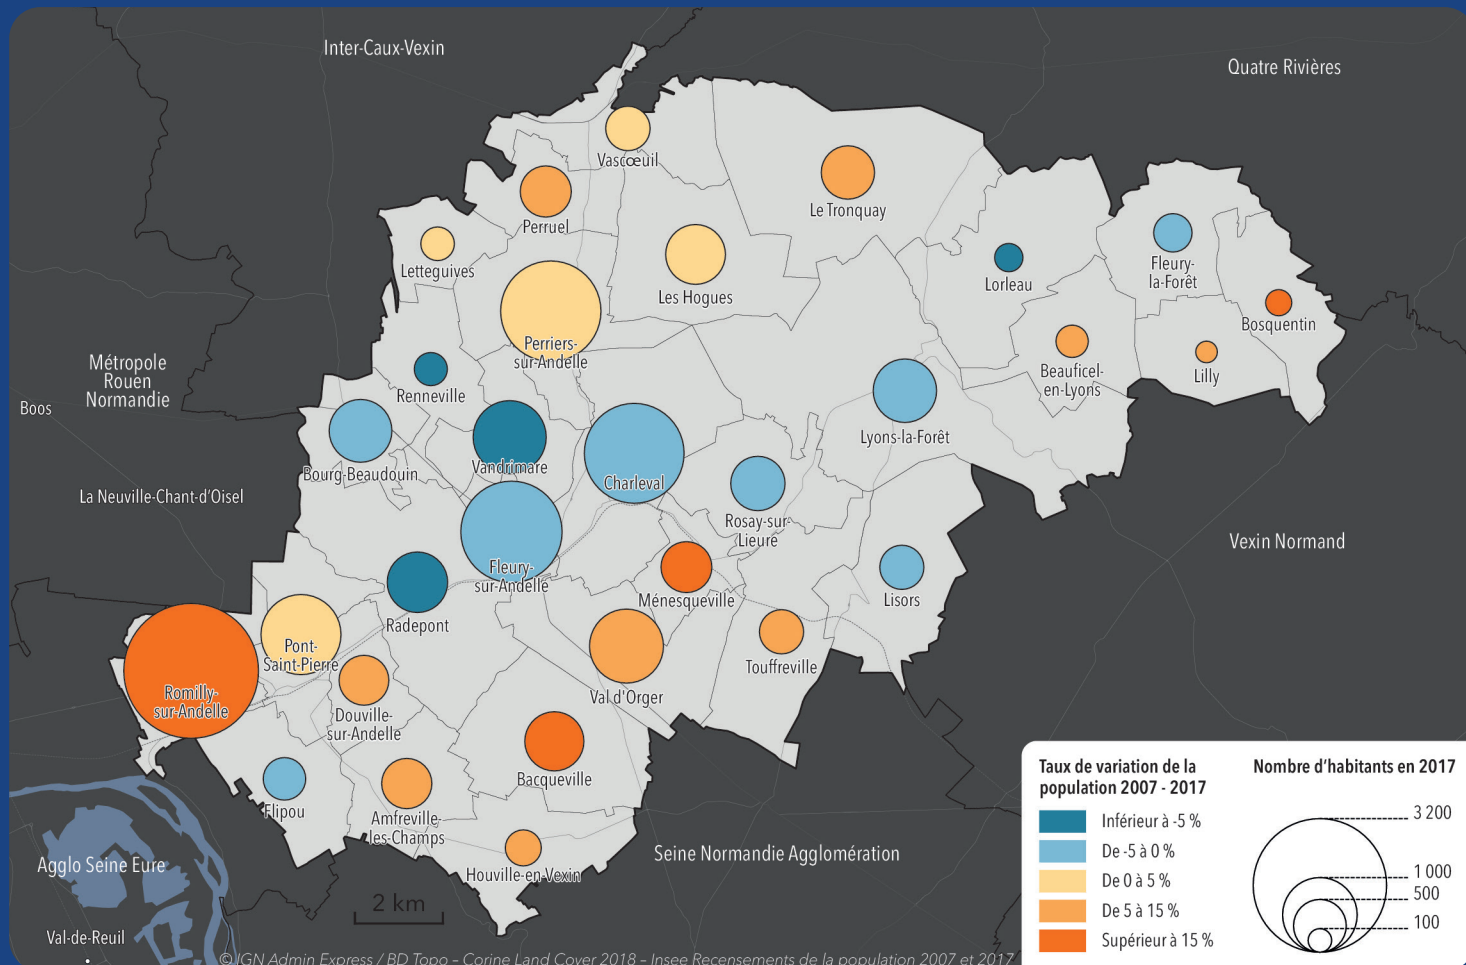 Inter-Caux-Vexin
Quatre Rivières
Vascœuil
Perruel
Le Tronquay
Letteguives
Les Hogues
Lorleau
Fleury-
la-Forêt
Bosquentin
Perriers-
sur-Andelle
Métropole
Rouen
Normandie
Boos
Renneville
Beauficel-
en-Lyons
Lilly
Bourg-Beaudouin
Vandrimare
Charleval
Lyons-la-Forêt
La Neuville-Chant-d'Oisel
Rosay-sur-
Lieure
Vexin Normand
Fleury-
sur-Andelle
Ménesqueville
Lisors
Radepont
Pont-
Saint-Pierre
Touffreville
Romilly-
sur-Andelle
Val d'Orger
Douville-
sur-Andelle
Bacqueville
Flipou
Amfreville-
les-Champs
Houville-en-Vexin
Seine Normandie Agglomération
Agglo Seine Eure
Val-de-Reuil
2 km
Taux de variation de la
population 2007 - 2017
Inférieur à -5 %
De -5 à 0 %
De 0 à 5 %
De 5 à 15 %
Supérieur à 15 %
Nombre d'habitants en 2017
3 200
1 000
500
100
© IGN Admin Express / BD Topo – Corine Land Cover 2018 – Insee Recensements de la population 2007 et 2017